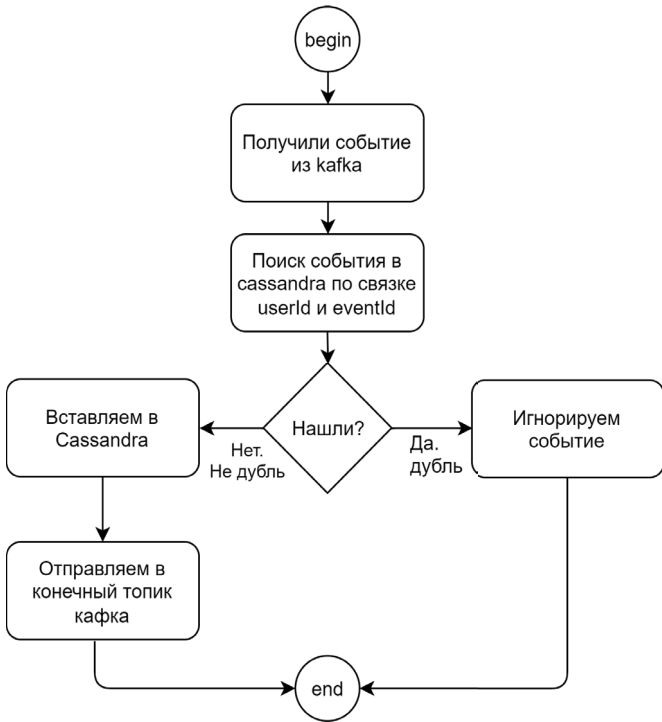 begin
Получили событие
из kafka
Поиск события в
cassandra по связке
userId и eventId
Нашли?
Нет.
Не дубль
Да.
дубль
Вставляем в
Cassandra
Игнорируем
событие
Отправляем в
конечный топик
кафка
end